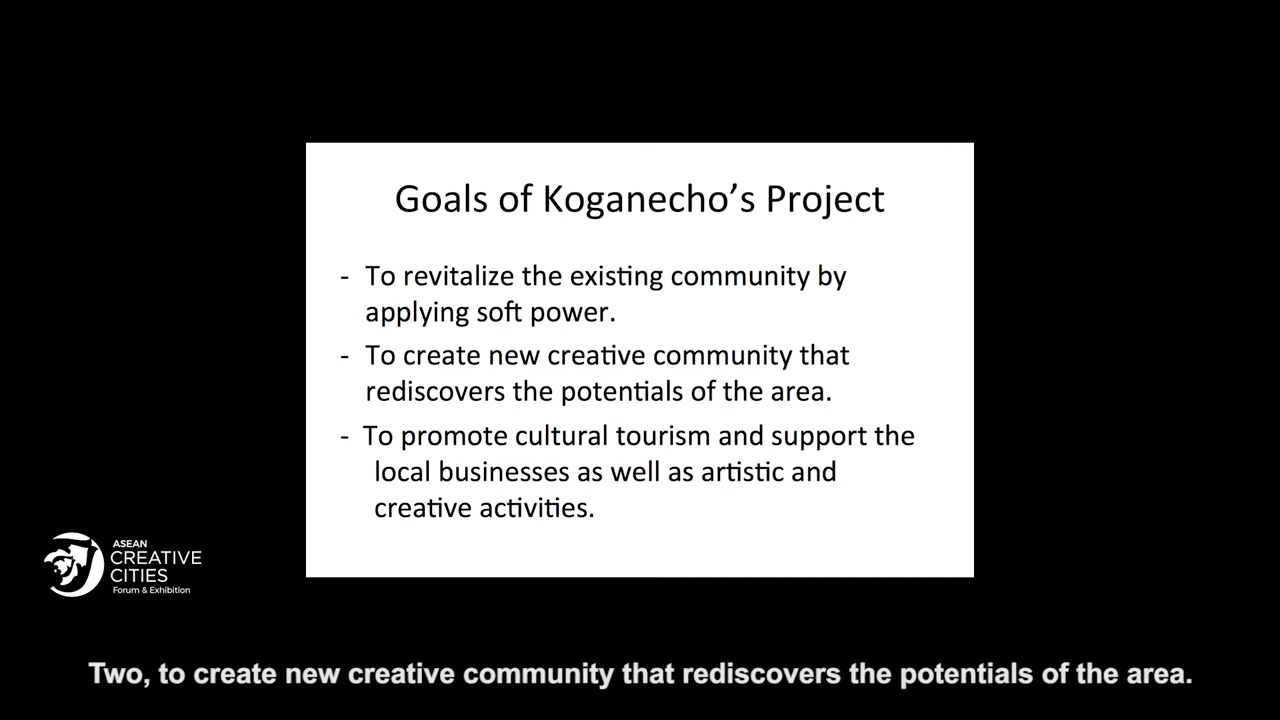 Goals of Koganecho’s Project
- To revitalize the existing community by
applying soft power.
- To create new creative community that
rediscovers the potentials of the area.
- To promote cultural tourism and support the
local businesses as well as artistic and
creative activities.
ASEAN
CREATIVE
CITIES
Forum & Exhibition
Two, to create new creative community that rediscovers the potentials of the area.